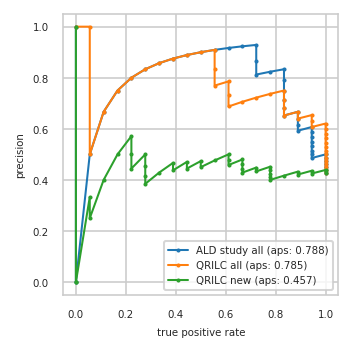 1.0
0.8
0.6
0.4
0.2
0.0
precision
0.0 0.2 0.4 0.6 0.8 1.0
true positive rate
ALD study all (aps: 0.788)
QRILC all (aps: 0.785)
QRILC new (aps: 0.457)